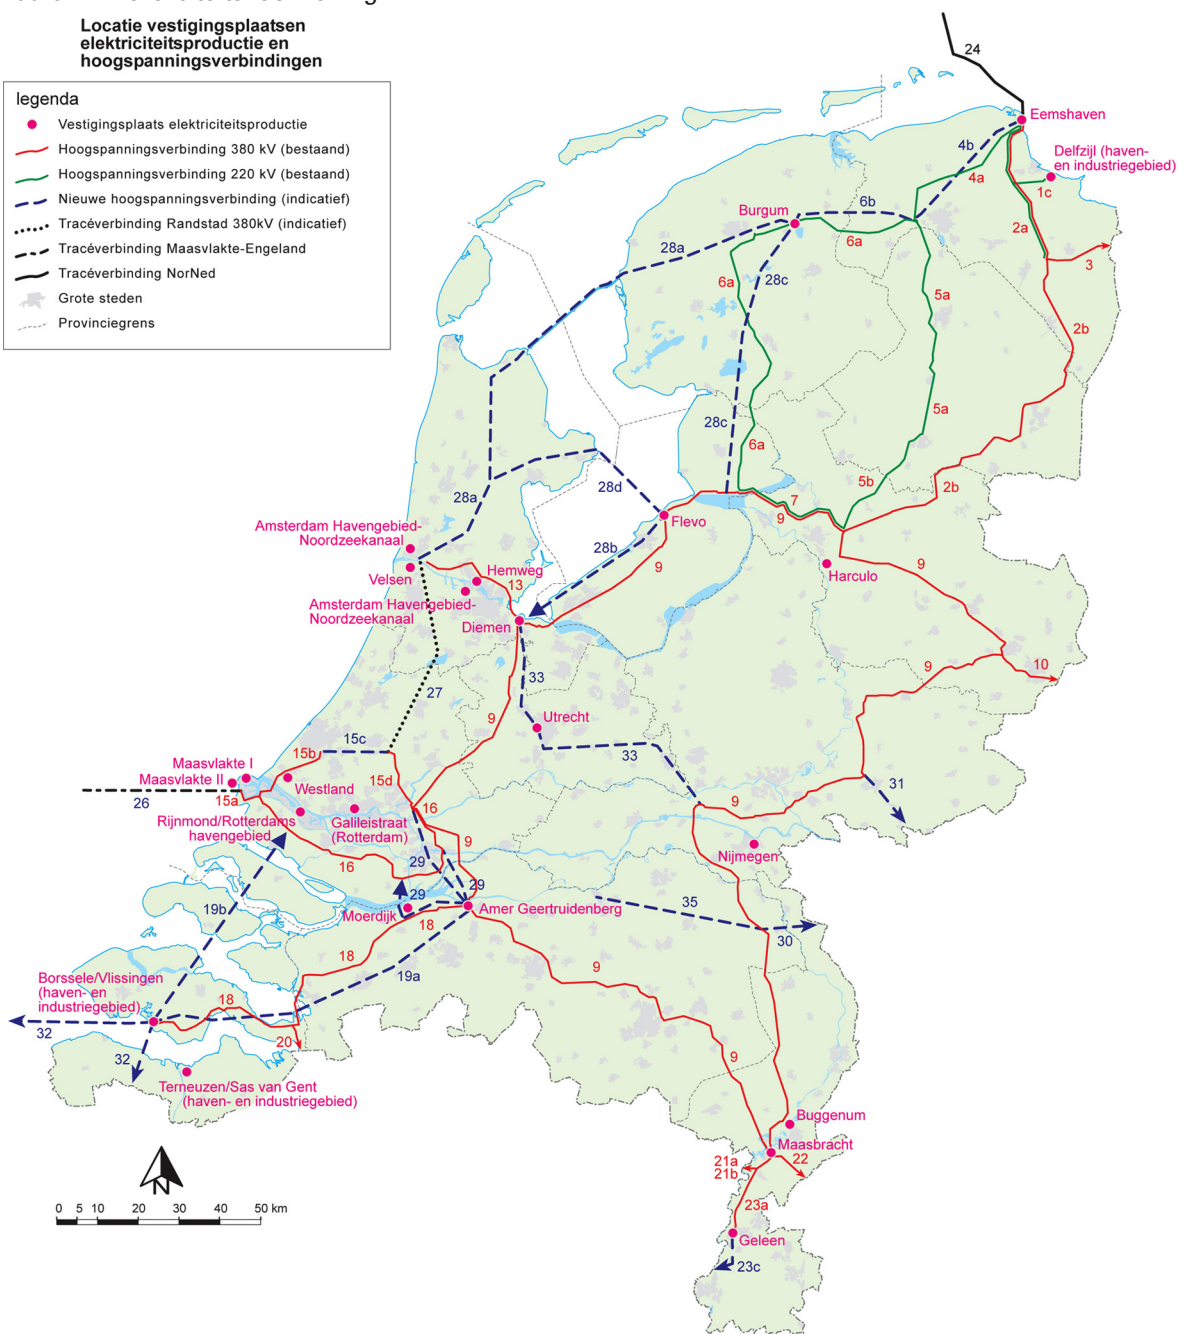 Locatie vestigingsplaatsen
elektriciteitsproductie en
hoogspanningsverbindingen
legenda
Vestigingsplaats elektriciteitsproductie
Hoogspanningsverbinding 380 kV (bestaand)
Hoogspanningsverbinding 220 kV (bestaand)
Nieuwe hoogspanningsverbinding (indicatief)
Tracéverbinding Randstad 380kV (indicatief)
Tracéverbinding Maasvlakte-Engeland
Tracéverbinding NorNed
Grote steden
Provinciegrens
24
Eemshaven
4b
Delfzijl (haven-
en industriegebied)
4a
1c
6b
Burgum
2a
6a
28a
3
6a
28c
5a
2b
5a
28c
6a
5b
2b
28d
7
28a
9
Flevo
Amsterdam Havengebied-
Noordzeekanaal
28b
9
9
Velsen
Hemweg
13
Harculo
Amsterdam Havengebied-
Noordzeekanaal
Diemen
9
10
33
27
9
Utrecht
15c
33
15b
Maasvlakte I
Maasvlakte II
15d
31
Westland
26
15a
16
9
Rijnmond/Rotterdams
havengebied
Galileistraat
(Rotterdam)
9
Nijmegen
16
29
29
29
35
19b
Moerdijk
Amer Geertruidenberg
18
30
18
19a
9
Borssele/Vlissingen
(haven- en
industriegebied)
18
32
20
32
9
Terneuzen/Sas van Gent
(haven- en industriegebied)
Buggenum
Maasbracht
21a
21b
22
N
23a
0 5 10 20 30 40 50 km
Geleen
23c